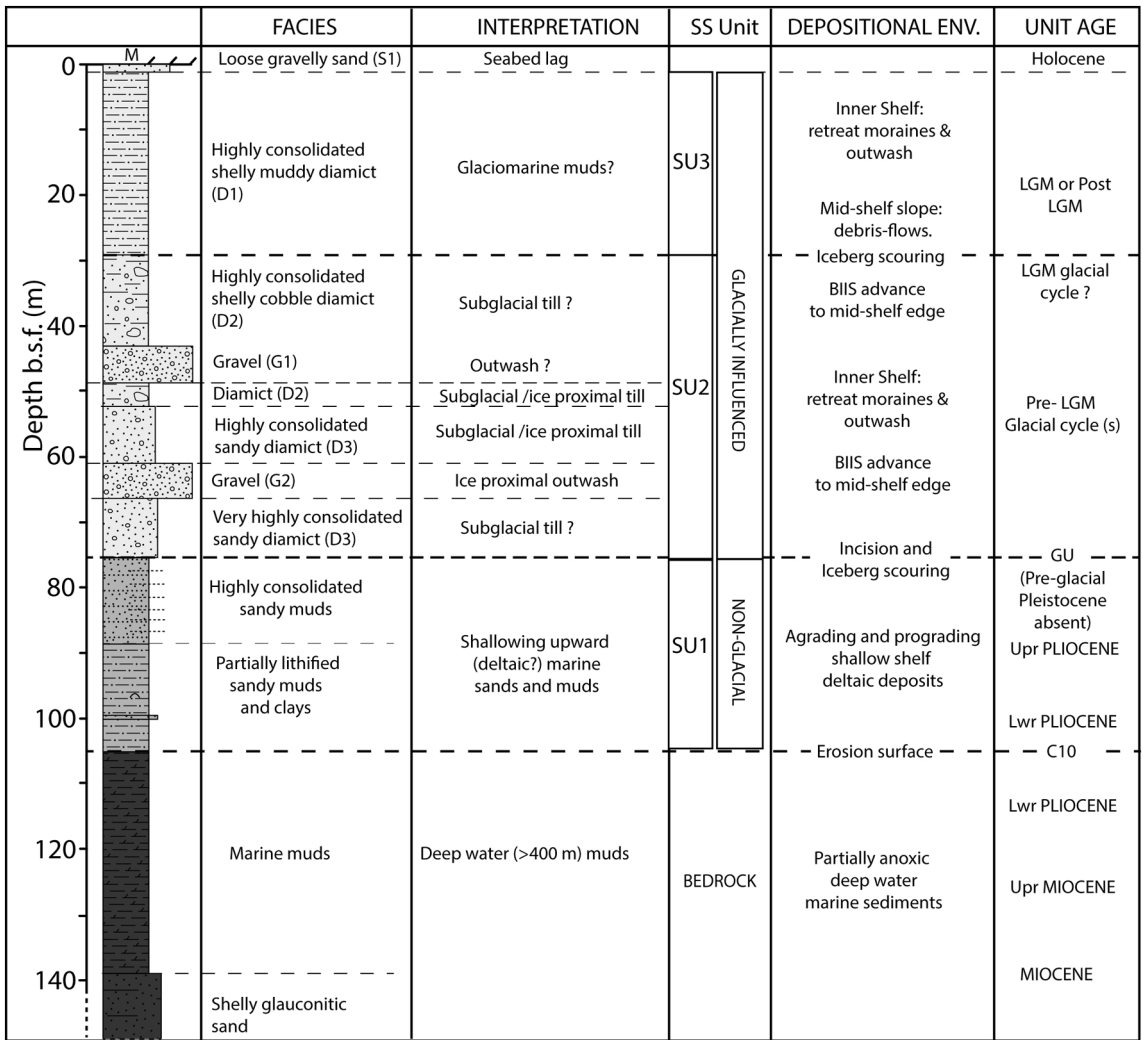 FACIES
INTERPRETATION
SS Unit
DEPOSITIONAL ENV.
UNIT AGE
M
Depth b.s.f. (m)
0
20
40
60
80
100
120
140
Loose gravelly sand (S1)
Highly consolidated
shelly muddy diamict
(D1)
Highly consolidated
shelly cobble diamict
(D2)
Gravel (G1)
Diamict (D2)
Highly consolidated
sandy diamict (D3)
Gravel (G2)
Very highly consolidated
sandy diamict (D3)
Highly consolidated
sandy muds
Partially lithified
sandy muds
and clays
Marine muds
Shelly glauconitic
sand
Seabed lag
Glaciomarine muds?
Subglacial till ?
Outwash ?
Subglacial /ice proximal till
Subglacial /ice proximal till
Ice proximal outwash
Subglacial till ?
Shallowing upward
(deltaic?) marine
sands and muds
Deep water (>400 m) muds
SU3
SU2
SU1
GLACIALLY INFLUENCED
NON-GLACIAL
BEDROCK
Inner Shelf:
retreat moraines &
outwash
Mid-shelf slope:
debris-flows.
Iceberg scouring
BIIS advance
to mid-shelf edge
Inner Shelf:
retreat moraines &
outwash
BIIS advance
to mid-shelf edge
Incision and
Iceberg scouring
Agrading and prograding
shallow shelf
deltaic deposits
Erosion surface
Partially anoxic
deep water
marine sediments
Holocene
LGM or Post
LGM
LGM glacial
cycle ?
Pre- LGM
Glacial cycle (s)
GU
(Pre-glacial
Pleistocene
absent)
Upr PLIOCENE
Lwr PLIOCENE
C10
Lwr PLIOCENE
Upr MIOCENE
MIOCENE